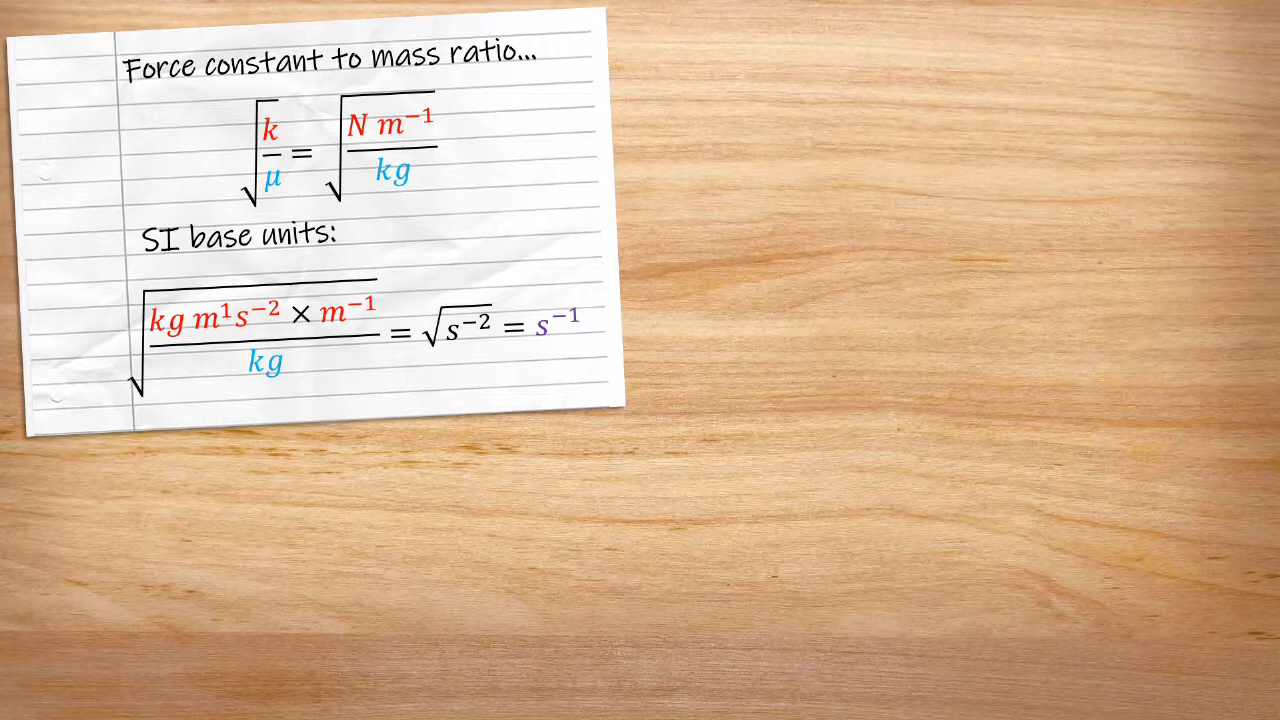 Force constant to mass ratio...
√(k/μ) = √(N m⁻¹/kg)
SI base units:
√(kg m¹s⁻² × m⁻¹/kg) = √s⁻² = s⁻¹